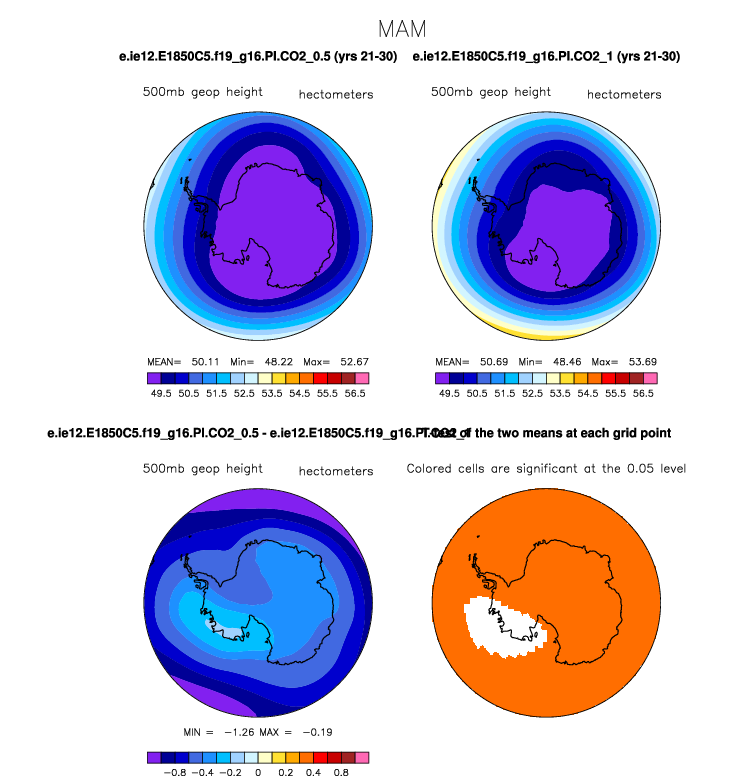 MAM
e.ie12.E1850C5.f19_g16.PI.CO2_0.5 (yrs 21-30)
e.ie12.E1850C5.f19_g16.PI.CO2_1 (yrs 21-30)
500mb geop height hectometers
500mb geop height hectometers
MEAN= 50.11 Min= 48.22 Max= 52.67
49.5 50.5 51.5 52.5 53.5 54.5 55.5 56.5
MEAN= 50.69 Min= 48.46 Max= 53.69
49.5 50.5 51.5 52.5 53.5 54.5 55.5 56.5
e.ie12.E1850C5.f19_g16.PI.CO2_0.5 - e.ie12.E1850C5.f19_g16.PI.CO2_1
of the two means at each grid point
500mb geop height hectometers
Colored cells are significant at the 0.05 level
MIN = -1.26 MAX = -0.19
-0.8 -0.4 -0.2 0 0.2 0.4 0.8